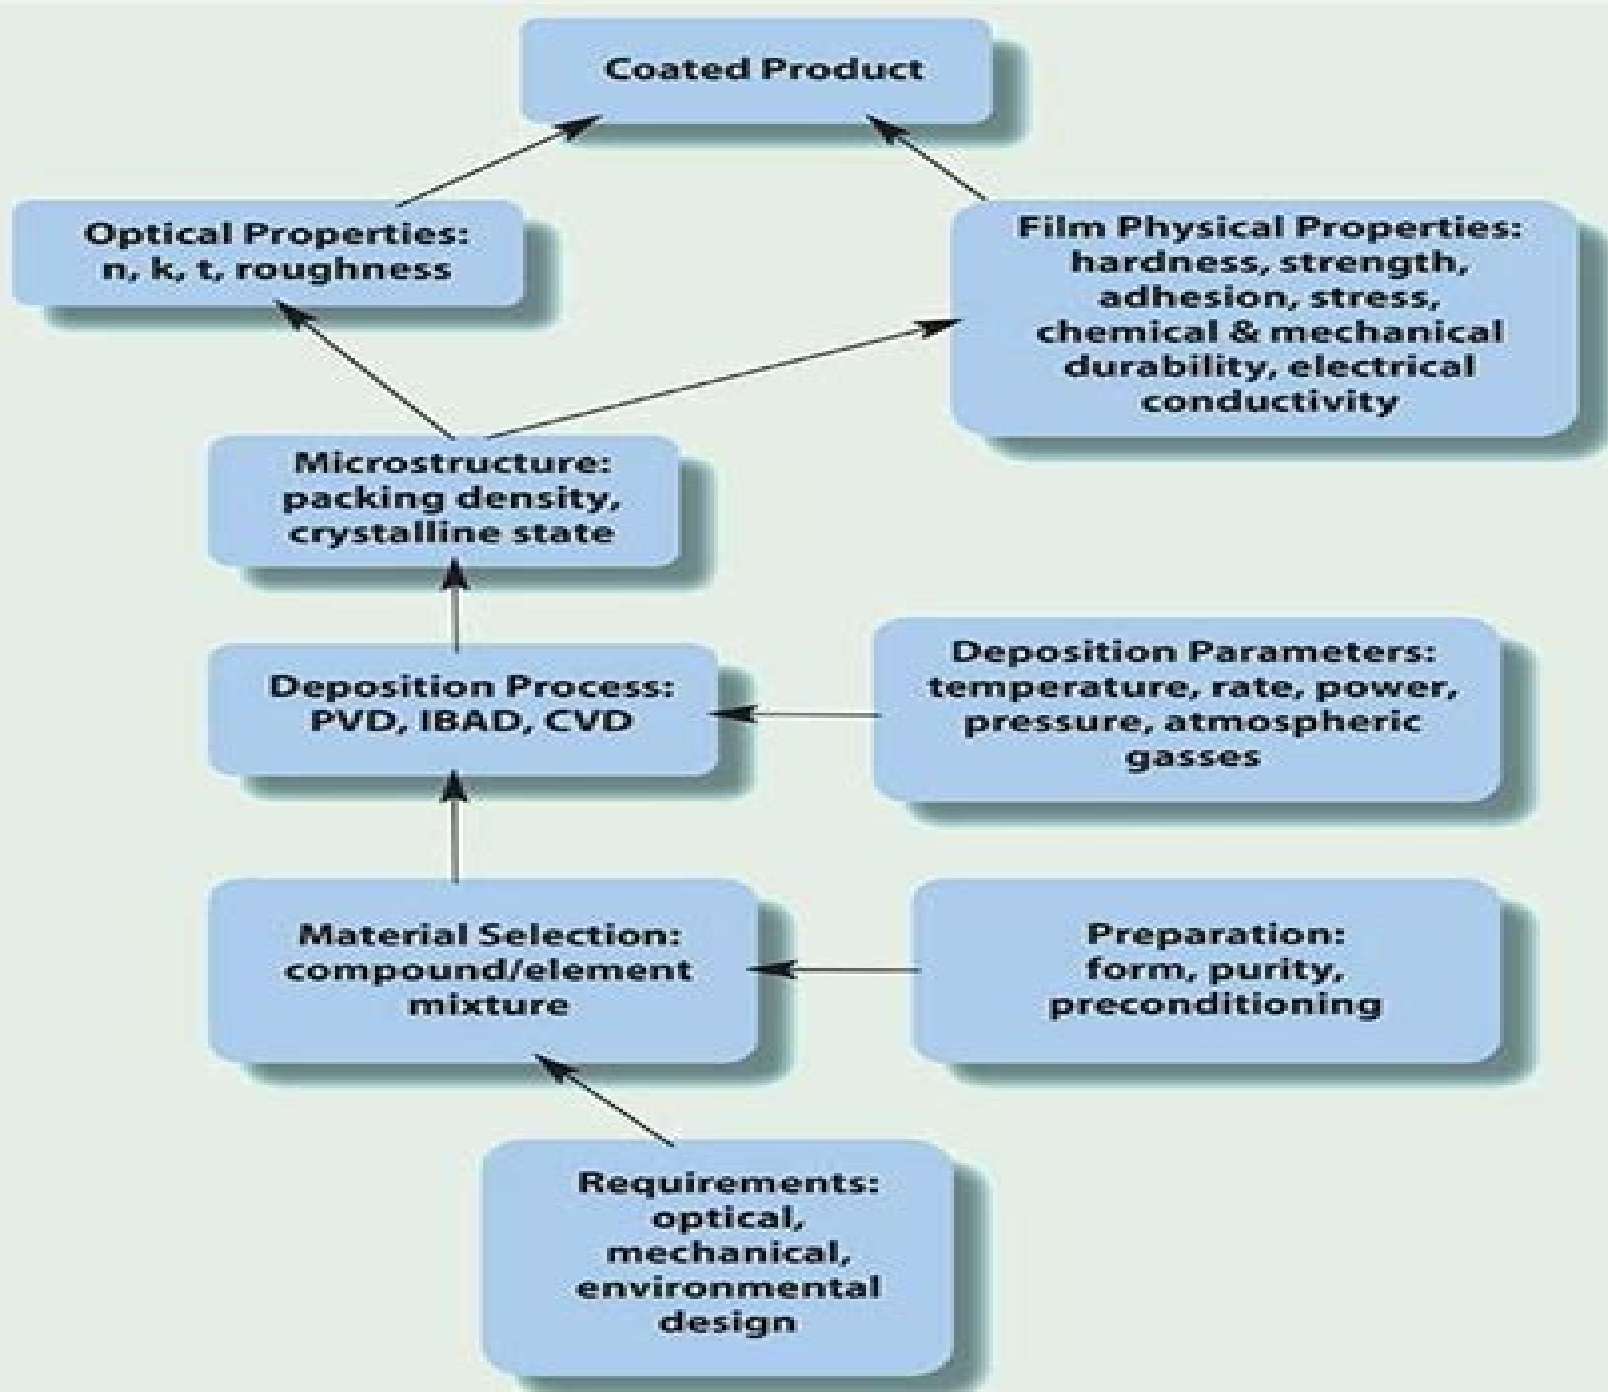 Coated Product
Optical Properties:
n, k, t, roughness
Film Physical Properties:
hardness, strength,
adhesion, stress,
chemical & mechanical
durability, electrical
conductivity
Microstructure:
packing density,
crystalline state
Deposition Process:
PVD, IBAD, CVD
Deposition Parameters:
temperature, rate, power,
pressure, atmospheric
gasses
Material Selection:
compound/element
mixture
Preparation:
form, purity,
preconditioning
Requirements:
optical,
mechanical,
environmental
design